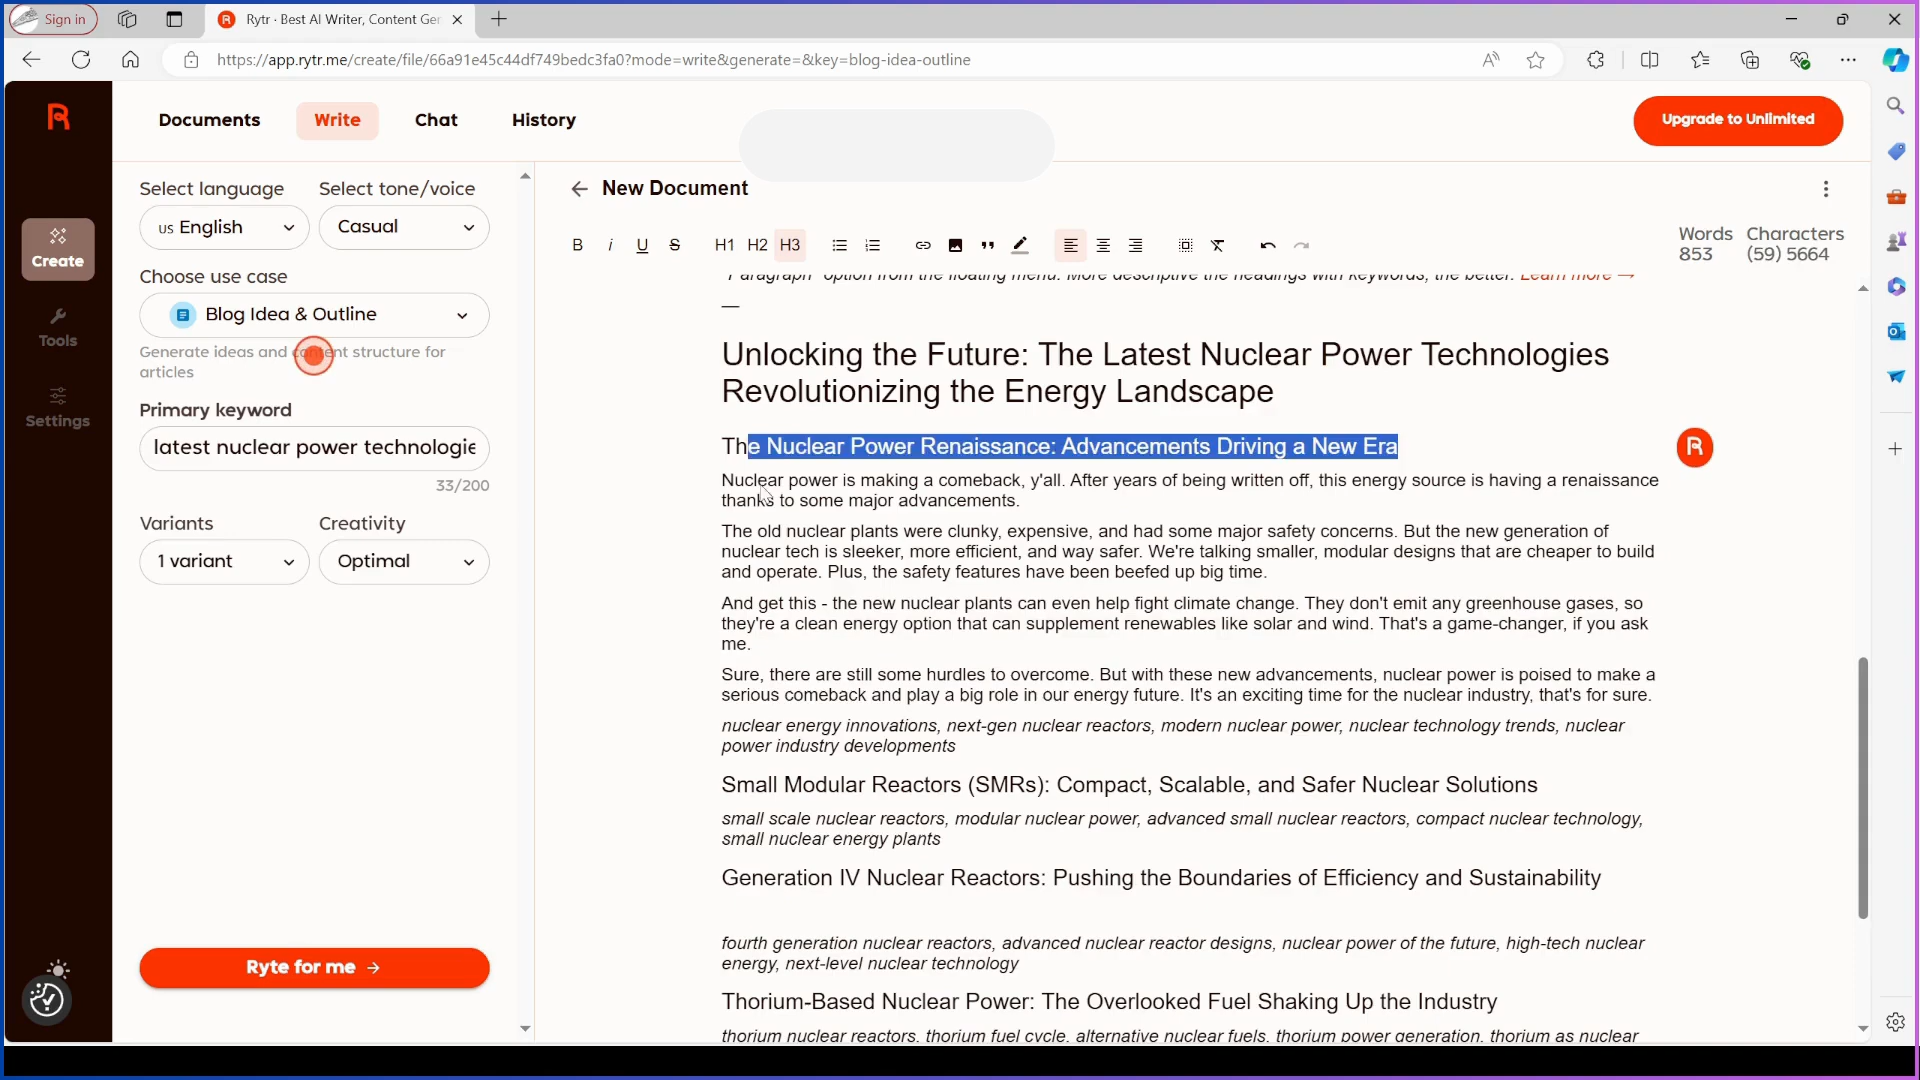 Sign in
Rytr · Best AI Writer, Content Ger
https://app.rytr.me/create/file/66a91e45c44df749bedc3fa0?mode=write&generate=&key=blog-idea-outline
Documents
Write
Chat
History
Upgrade to Unlimited
Create
Tools
Settings
Select language
Select tone/voice
us English
Casual
Choose use case
Blog Idea & Outline
Generate ideas and content structure for
articles
Primary keyword
latest nuclear power technologie
33/200
Variants
Creativity
1 variant
Optimal
Ryte for me →
New Document
B i U S H1 H2 H3
Words
853
Characters
(59) 5664
"Paragraph" option from the floating menu. More descriptive the headings with keywords, the better. Learn more →
—
Unlocking the Future: The Latest Nuclear Power Technologies
Revolutionizing the Energy Landscape
The Nuclear Power Renaissance: Advancements Driving a New Era
Nuclear power is making a comeback, y'all. After years of being written off, this energy source is having a renaissance
thanks to some major advancements.
The old nuclear plants were clunky, expensive, and had some major safety concerns. But the new generation of
nuclear tech is sleeker, more efficient, and way safer. We're talking smaller, modular designs that are cheaper to build
and operate. Plus, the safety features have been beefed up big time.
And get this - the new nuclear plants can even help fight climate change. They don't emit any greenhouse gases, so
they're a clean energy option that can supplement renewables like solar and wind. That's a game-changer, if you ask
me.
Sure, there are still some hurdles to overcome. But with these new advancements, nuclear power is poised to make a
serious comeback and play a big role in our energy future. It's an exciting time for the nuclear industry, that's for sure.
nuclear energy innovations, next-gen nuclear reactors, modern nuclear power, nuclear technology trends, nuclear
power industry developments
Small Modular Reactors (SMRs): Compact, Scalable, and Safer Nuclear Solutions
small scale nuclear reactors, modular nuclear power, advanced small nuclear reactors, compact nuclear technology,
small nuclear energy plants
Generation IV Nuclear Reactors: Pushing the Boundaries of Efficiency and Sustainability
fourth generation nuclear reactors, advanced nuclear reactor designs, nuclear power of the future, high-tech nuclear
energy, next-level nuclear technology
Thorium-Based Nuclear Power: The Overlooked Fuel Shaking Up the Industry
thorium nuclear reactors, thorium fuel cycle, alternative nuclear fuels, thorium power generation, thorium as nuclear